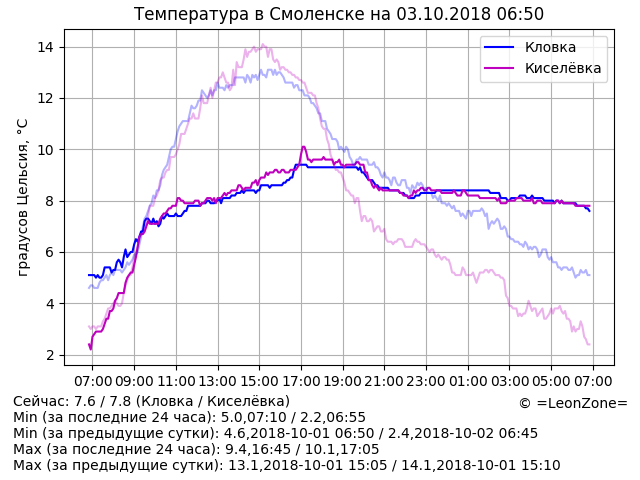 Температура в Смоленске на 03.10.2018 06:50
градусов Цельсия, °C
14
12
10
8
6
4
2
Кловка
Киселёвка
07:00 09:00 11:00 13:00 15:00 17:00 19:00 21:00 23:00 01:00 03:00 05:00 07:00
Сейчас: 7.6 / 7.8 (Кловка / Киселёвка)
© =LeonZone=
Min (за последние 24 часа): 5.0,07:10 / 2.2,06:55
Min (за предыдущие сутки): 4.6,2018-10-01 06:50 / 2.4,2018-10-02 06:45
Max (за последние 24 часа): 9.4,16:45 / 10.1,17:05
Max (за предыдущие сутки): 13.1,2018-10-01 15:05 / 14.1,2018-10-01 15:10